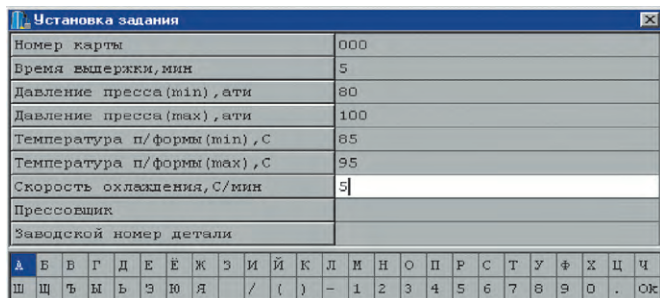 Установка задания
Номер карты 000
Время выдержки,мин 5
Давление пресса(min),ати 80
Давление пресса(max),ати 100
Температура п/формы(min),С 85
Температура п/формы(max),С 95
Скорость охлаждения,С/мин 5
Прессовщик
Заводской номер детали
А Б В Г Д Е Ё Ж З И Й К Л М Н О П Р С Т У Ф Х Ц Ч
Ш Щ Ъ Ы Ь Э Ю Я / ( ) - 1 2 3 4 5 6 7 8 9 0 . Ok